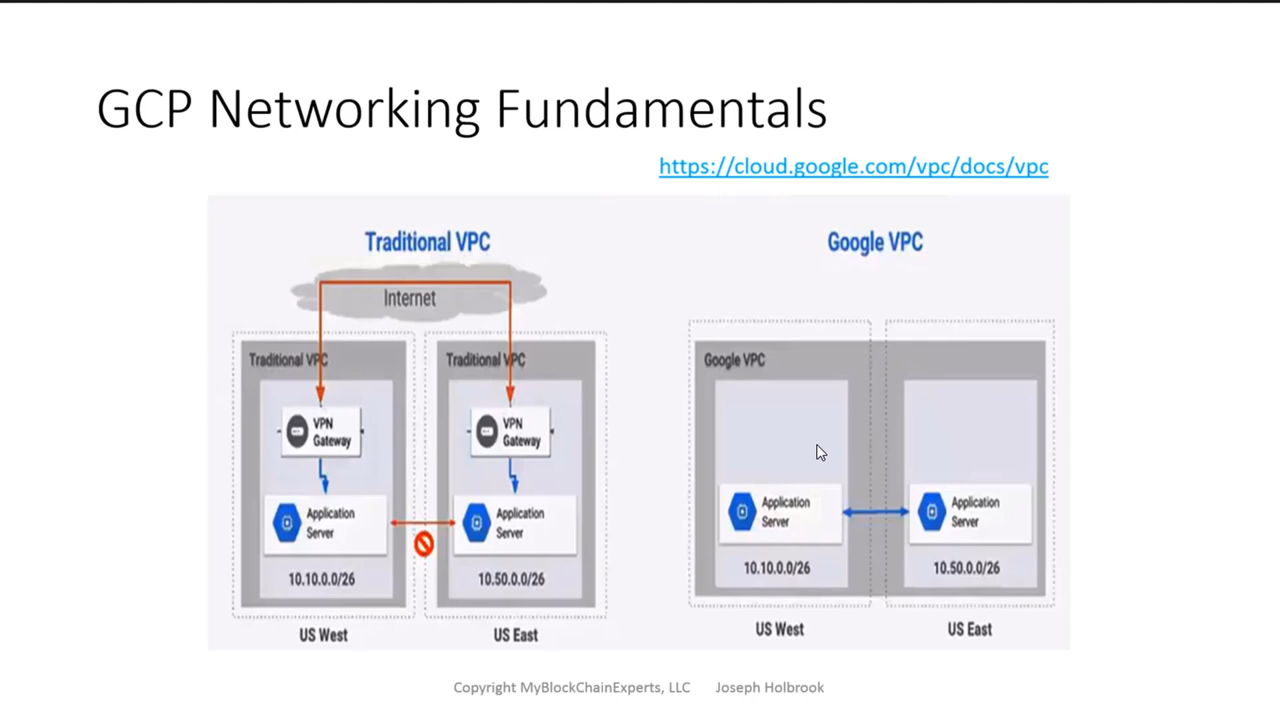 GCP Networking Fundamentals
https://cloud.google.com/vpc/docs/vpc
Traditional VPC
Internet
Traditional VPC
VPN
Gateway
Application
Server
10.10.0.0/26
US West
Traditional VPC
VPN
Gateway
Application
Server
10.50.0.0/26
US East
Google VPC
Google VPC
Application
Server
10.10.0.0/26
US West
Application
Server
10.50.0.0/26
US East
Copyright MyBlockChainExperts, LLC Joseph Holbrook